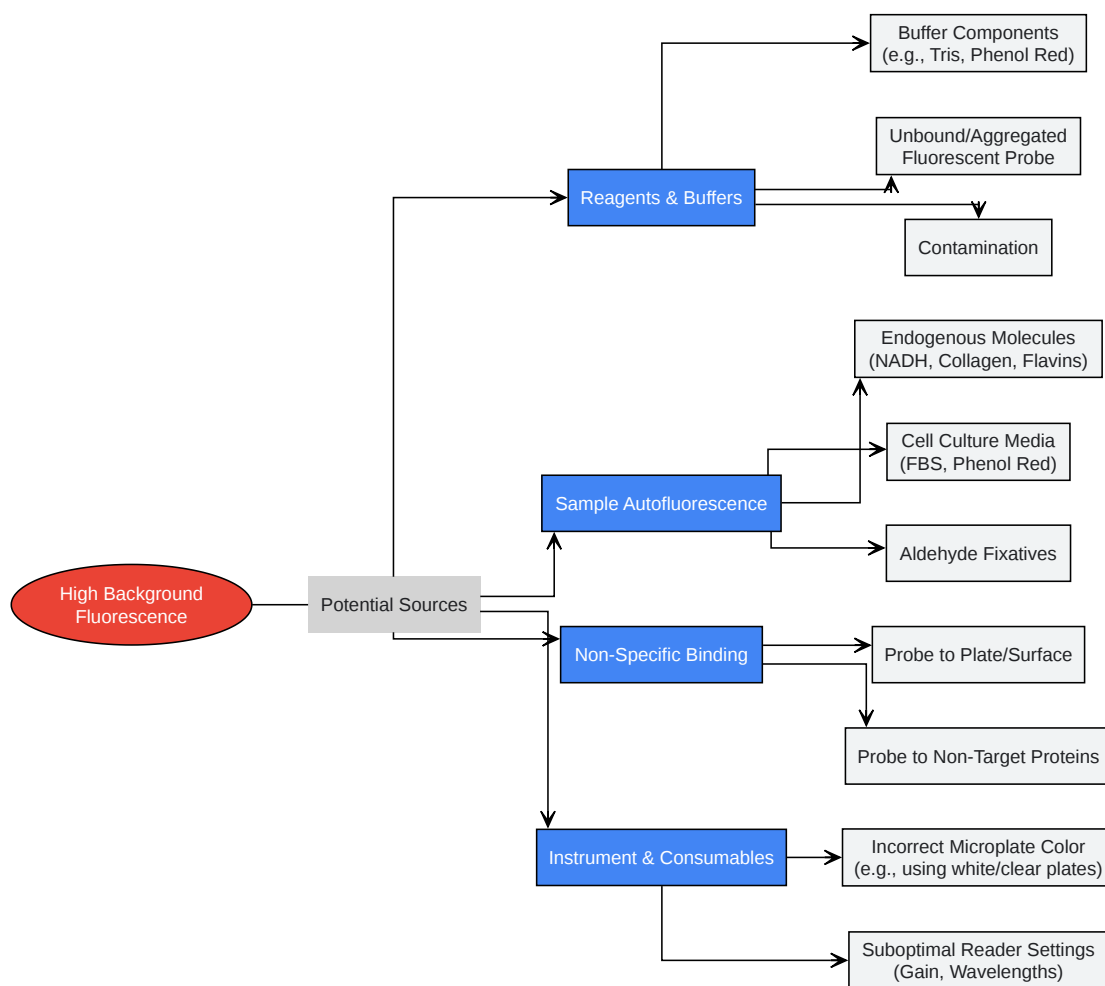 High Background
Fluorescence
Potential Sources
Reagents & Buffers
Buffer Components
(e.g., Tris, Phenol Red)
Unbound/Aggregated
Fluorescent Probe
Contamination
Sample Autofluorescence
Endogenous Molecules
(NADH, Collagen, Flavins)
Cell Culture Media
(FBS, Phenol Red)
Aldehyde Fixatives
Non-Specific Binding
Probe to Plate/Surface
Probe to Non-Target Proteins
Instrument & Consumables
Incorrect Microplate Color
(e.g., using white/clear plates)
Suboptimal Reader Settings
(Gain, Wavelengths)